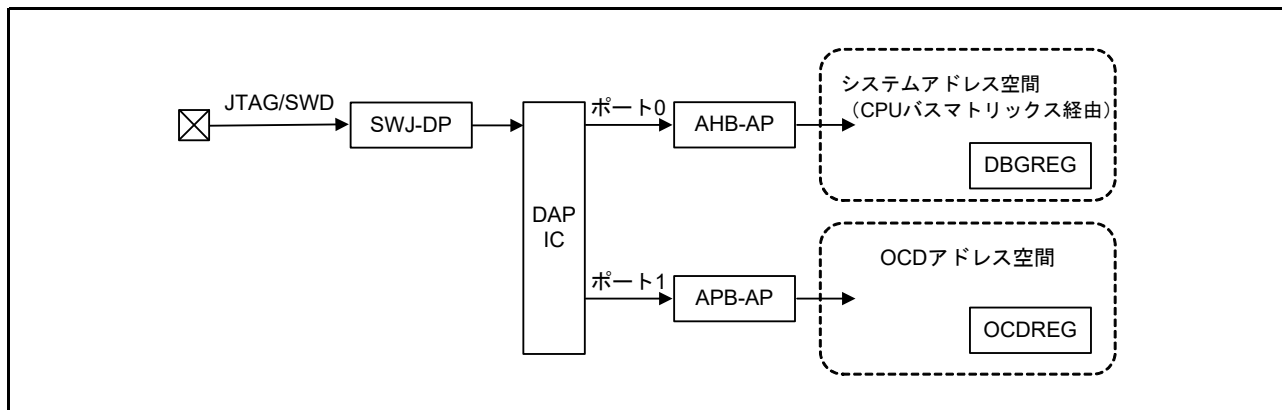 JTAG/SWD
SWJ-DP
DAP
IC
ポート0
AHB-AP
システムアドレス空間
（CPUバスマトリックス経由）
DBGREG
ポート1
APB-AP
OCDアドレス空間
OCDREG